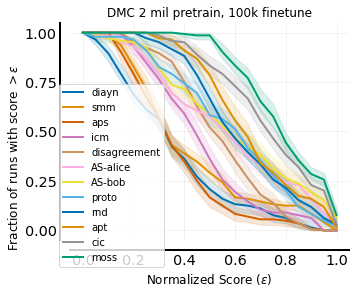 DMC 2 mil pretrain, 100k finetune
Fraction of runs with score > ε
1.00
0.75
0.50
0.25
0.00
diayn
smm
aps
icm
disagreement
AS-alice
AS-bob
proto
rnd
apt
cic
moss
0.0 0.2 0.4 0.6 0.8 1.0
Normalized Score (ε)